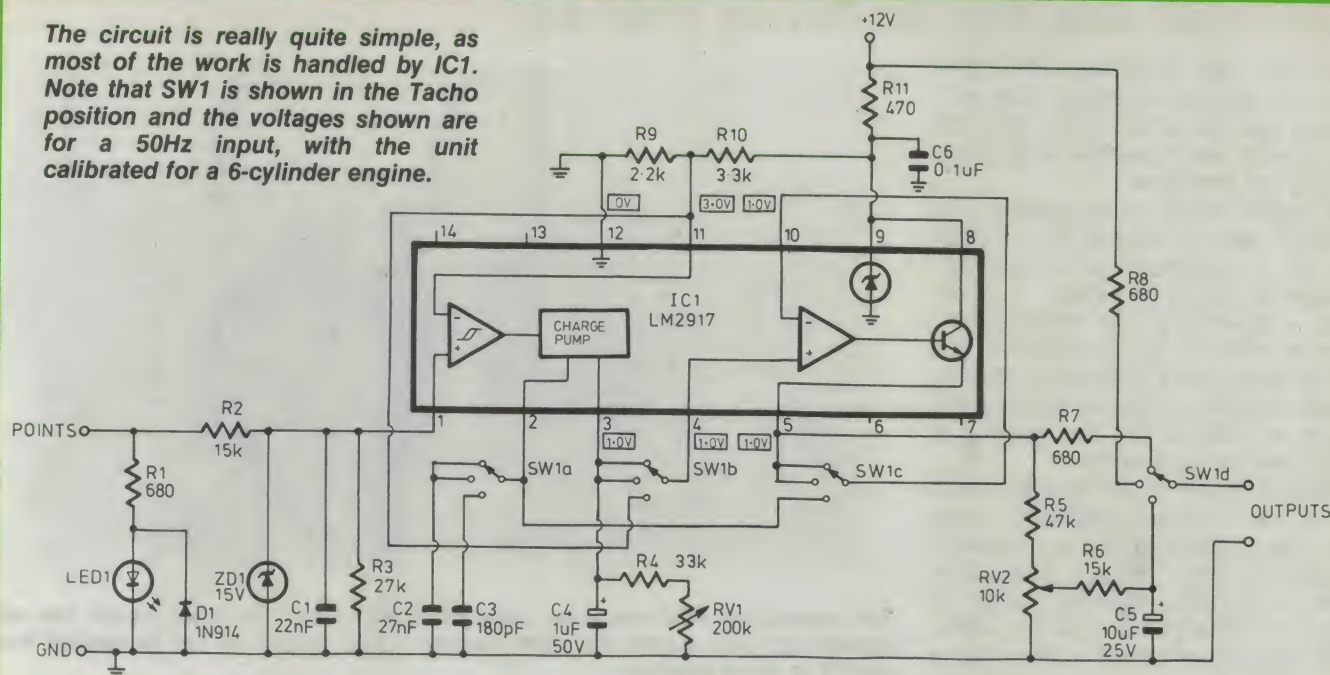 The circuit is really quite simple, as
most of the work is handled by IC1.
Note that SW1 is shown in the Tacho
position and the voltages shown are
for a 50Hz input, with the unit
calibrated for a 6-cylinder engine.
+12V
R11
470
R9
2·2k
R10
3·3k
C6
0·1uF
0V
3·0V
1·0V
14
13
12
11
10
9
8
IC1
LM2917
CHARGE
PUMP
-
+
-
+
R8
680
1
2
3
4
5
6
7
1·0V
1·0V
1·0V
POINTS
R2
15k
R1
680
SW1a
SW1b
SW1c
R7
680
SW1d
OUTPUTS
R5
47k
R6
15k
RV2
10k
LED1
D1
1N914
ZD1
15V
C1
22nF
R3
27k
C2
27nF
C3
180pF
R4 33k
+
C4
1uF
50V
RV1
200k
+
C5
10uF
25V
GND